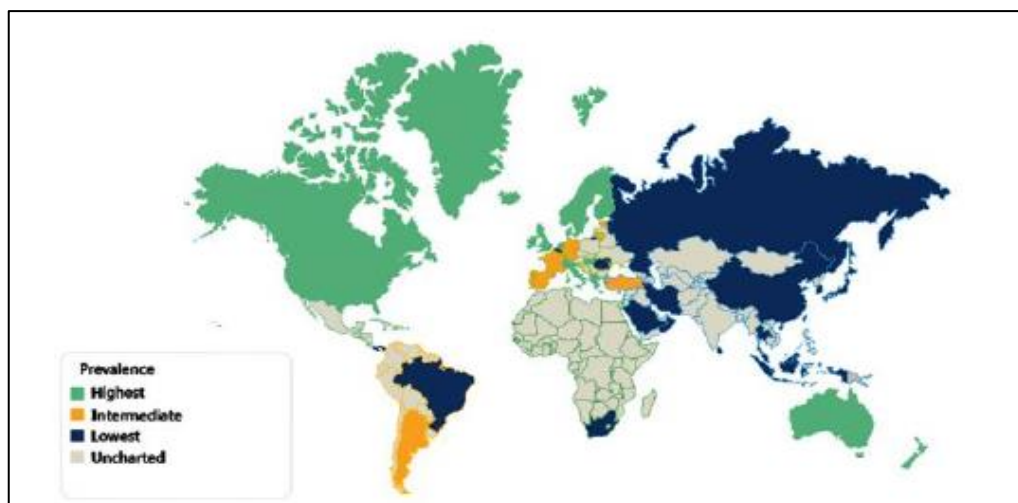 Prevalence
Highest
Intermediate
Lowest
Uncharted